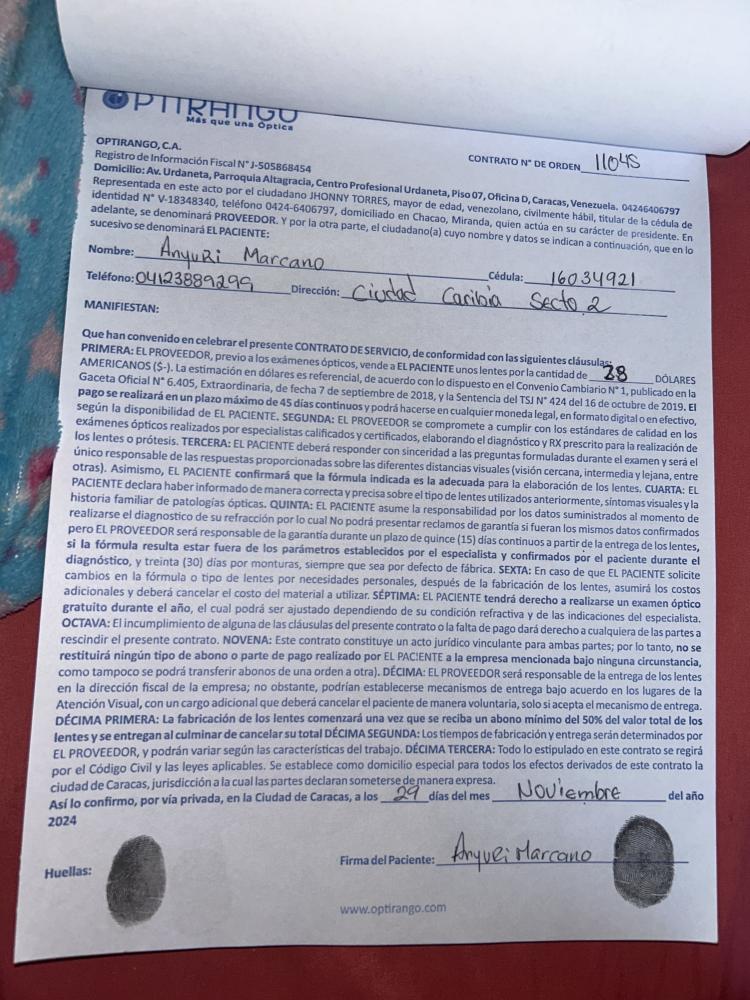 OPTIRANGO
Más que una Óptica
OPTIRANGO, C.A.
Registro de Información Fiscal N° J-505868454
CONTRATO N° DE ORDEN 11045
Domicilio: Av. Urdaneta, Parroquia Altagracia, Centro Profesional Urdaneta, Piso 07, Oficina D, Caracas, Venezuela. 04246406797
Representada en este acto por el ciudadano JHONNY TORRES, mayor de edad, venezolano, civilmente hábil, titular de la cédula de
identidad N° V-18348340, teléfono 0424-6406797, domiciliado en Chacao, Miranda, quien actúa en su carácter de presidente. En
adelante, se denominará PROVEEDOR. Y por la otra parte, el ciudadano(a) cuyo nombre y datos se indican a continuación, que en lo
sucesivo se denominará EL PACIENTE:
Nombre: Anyuri Marcano Cédula: 16034921
Teléfono: 04123889299 Dirección: Ciudad Caribia Secto 2
MANIFIESTAN:
Que han convenido en celebrar el presente CONTRATO DE SERVICIO, de conformidad con las siguientes cláusulas:
PRIMERA: EL PROVEEDOR, previo a los exámenes ópticos, vende a EL PACIENTE unos lentes por la cantidad de 28 DÓLARES
AMERICANOS ($-). La estimación en dólares es referencial, de acuerdo con lo dispuesto en el Convenio Cambiario N° 1, publicado en la
Gaceta Oficial N° 6.405, Extraordinaria, de fecha 7 de septiembre de 2018, y la Sentencia del TSJ N° 424 del 16 de octubre de 2019. El
pago se realizará en un plazo máximo de 45 días continuos y podrá hacerse en cualquier moneda legal, en formato digital o en efectivo,
según la disponibilidad de EL PACIENTE. SEGUNDA: EL PROVEEDOR se compromete a cumplir con los estándares de calidad en los
exámenes ópticos realizados por especialistas calificados y certificados, elaborando el diagnóstico y RX prescrito para la realización de
los lentes o prótesis. TERCERA: EL PACIENTE deberá responder con sinceridad a las preguntas formuladas durante el examen y será el
único responsable de las respuestas proporcionadas sobre las diferentes distancias visuales (visión cercana, intermedia y lejana, entre
otras). Asimismo, EL PACIENTE confirmará que la fórmula indicada es la adecuada para la elaboración de los lentes. CUARTA: EL
PACIENTE declara haber informado de manera correcta y precisa sobre el tipo de lentes utilizados anteriormente, síntomas visuales y la
historia familiar de patologías ópticas. QUINTA: EL PACIENTE asume la responsabilidad por los datos suministrados al momento de
realizarse el diagnostico de su refracción por lo cual No podrá presentar reclamos de garantía si fueran los mismos datos confirmados
pero EL PROVEEDOR será responsable de la garantía durante un plazo de quince (15) días continuos a partir de la entrega de los lentes,
si la fórmula resulta estar fuera de los parámetros establecidos por el especialista y confirmados por el paciente durante el
diagnóstico, y treinta (30) días por monturas, siempre que sea por defecto de fábrica. SEXTA: En caso de que EL PACIENTE solicite
cambios en la fórmula o tipo de lentes por necesidades personales, después de la fabricación de los lentes, asumirá los costos
adicionales y deberá cancelar el costo del material a utilizar. SÉPTIMA: EL PACIENTE tendrá derecho a realizarse un examen óptico
gratuito durante el año, el cual podrá ser ajustado dependiendo de su condición refractiva y de las indicaciones del especialista.
OCTAVA: El incumplimiento de alguna de las cláusulas del presente contrato o la falta de pago dará derecho a cualquiera de las partes a
rescindir el presente contrato. NOVENA: Este contrato constituye un acto jurídico vinculante para ambas partes; por lo tanto, no se
restituirá ningún tipo de abono o parte de pago realizado por EL PACIENTE a la empresa mencionada bajo ninguna circunstancia,
como tampoco se podrá transferir abonos de una orden a otra). DÉCIMA: EL PROVEEDOR será responsable de la entrega de los lentes
en la dirección fiscal de la empresa; no obstante, podrían establecerse mecanismos de entrega bajo acuerdo en los lugares de la
Atención Visual, con un cargo adicional que deberá cancelar el paciente de manera voluntaria, solo si acepta el mecanismo de entrega.
DÉCIMA PRIMERA: La fabricación de los lentes comenzará una vez que se reciba un abono mínimo del 50% del valor total de los
lentes y se entregan al culminar de cancelar su total DÉCIMA SEGUNDA: Los tiempos de fabricación y entrega serán determinados por
EL PROVEEDOR, y podrán variar según las características del trabajo. DÉCIMA TERCERA: Todo lo estipulado en este contrato se regirá
por el Código Civil y las leyes aplicables. Se establece como domicilio especial para todos los efectos derivados de este contrato la
ciudad de Caracas, jurisdicción a la cual las partes declaran someterse de manera expresa.
Así lo confirmo, por vía privada, en la Ciudad de Caracas, a los 29 días del mes Noviembre del año
2024
Huellas: Firma del Paciente: Anyuri Marcano
www.optirango.com